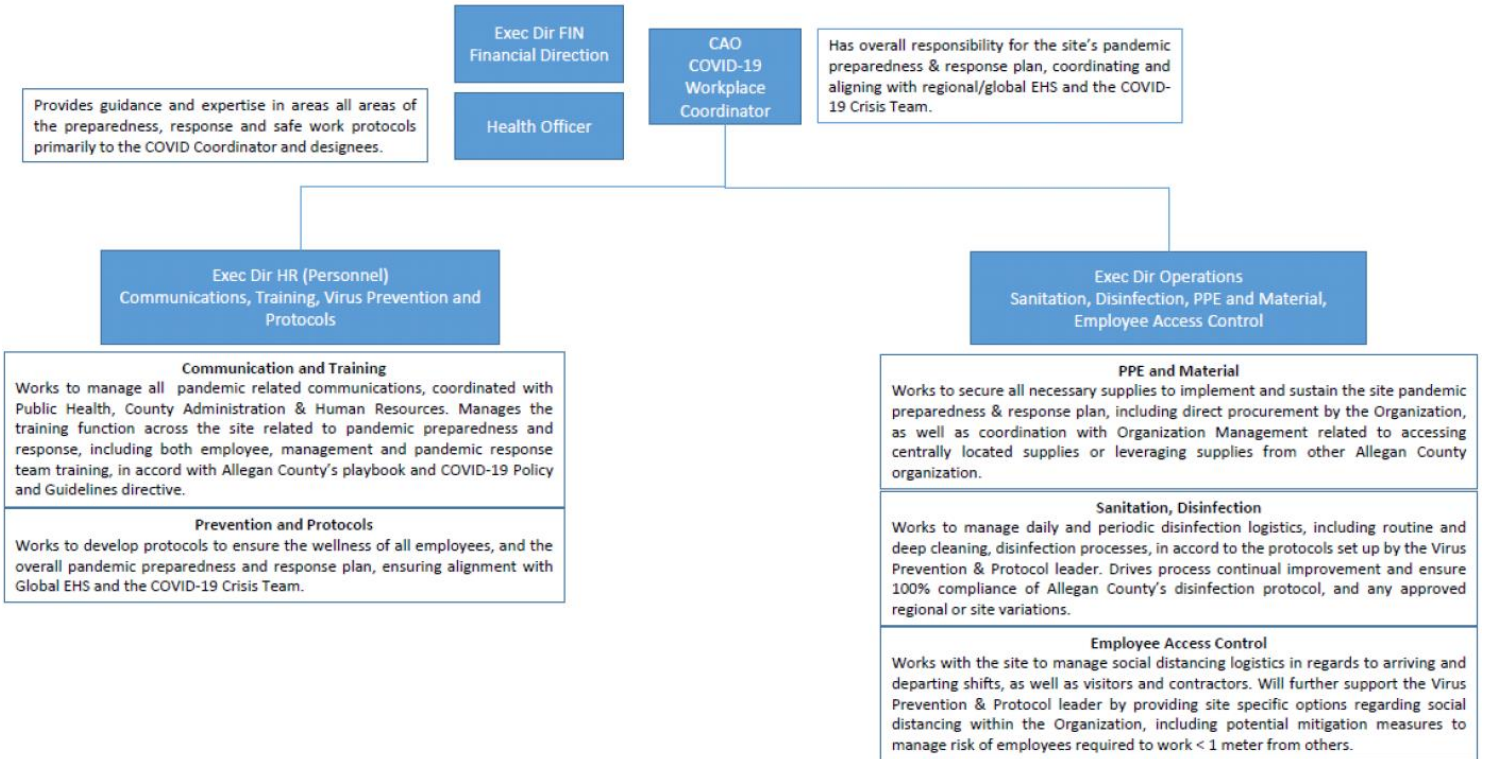 Exec Dir FIN
Financial Direction
CAO
COVID-19
Workplace
Coordinator
Has overall responsibility for the site's pandemic
preparedness & response plan, coordinating and
aligning with regional/global EHS and the COVID-
19 Crisis Team.
Provides guidance and expertise in areas all areas of
the preparedness, response and safe work protocols
primarily to the COVID Coordinator and designees.
Health Officer
Exec Dir HR (Personnel)
Communications, Training, Virus Prevention and
Protocols
Communication and Training
Works to manage all pandemic related communications, coordinated with
Public Health, County Administration & Human Resources. Manages the
training function across the site related to pandemic preparedness and
response, including both employee, management and pandemic response
team training, in accord with Allegan County's playbook and COVID-19 Policy
and Guidelines directive.
Prevention and Protocols
Works to develop protocols to ensure the wellness of all employees, and the
overall pandemic preparedness and response plan, ensuring alignment with
Global EHS and the COVID-19 Crisis Team.
Exec Dir Operations
Sanitation, Disinfection, PPE and Material,
Employee Access Control
PPE and Material
Works to secure all necessary supplies to implement and sustain the site pandemic
preparedness & response plan, including direct procurement by the Organization,
as well as coordination with Organization Management related to accessing
centrally located supplies or leveraging supplies from other Allegan County
organization.
Sanitation, Disinfection
Works to manage daily and periodic disinfection logistics, including routine and
deep cleaning, disinfection processes, in accord to the protocols set up by the Virus
Prevention & Protocol leader. Drives process continual improvement and ensure
100% compliance of Allegan County's disinfection protocol, and any approved
regional or site variations.
Employee Access Control
Works with the site to manage social distancing logistics in regards to arriving and
departing shifts, as well as visitors and contractors. Will further support the Virus
Prevention & Protocol leader by providing site specific options regarding social
distancing within the Organization, including potential mitigation measures to
manage risk of employees required to work < 1 meter from others.